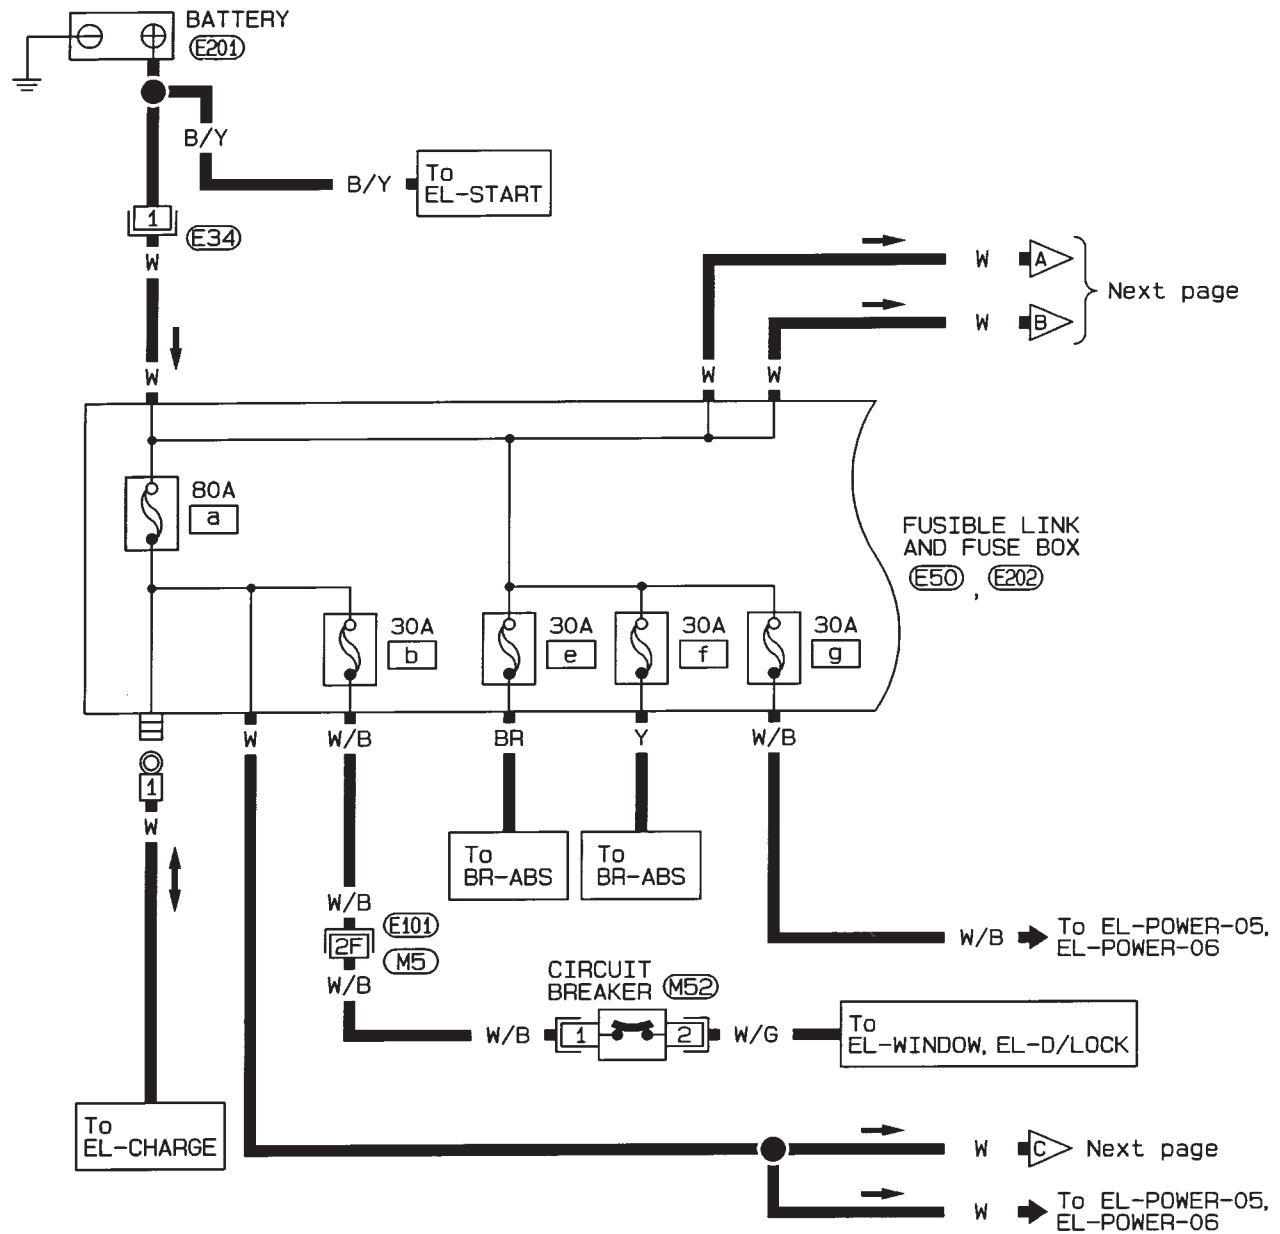 BATTERY
E201
B/Y
B/Y
To
EL-START
1
E34
W
W
W
A
W
B
Next page
W
W
80A
a
FUSIBLE LINK
AND FUSE BOX
E50 , E202
30A
b
30A
e
30A
f
30A
g
W
W/B
BR
Y
W/B
1
W
To
BR-ABS
To
BR-ABS
W/B
E101
2F
M5
W/B
W/B
To EL-POWER-05,
EL-POWER-06
CIRCUIT
BREAKER
M52
W/B
1
2
W/G
To
EL-WINDOW, EL-D/LOCK
To
EL-CHARGE
W
C
Next page
W
To EL-POWER-05,
EL-POWER-06